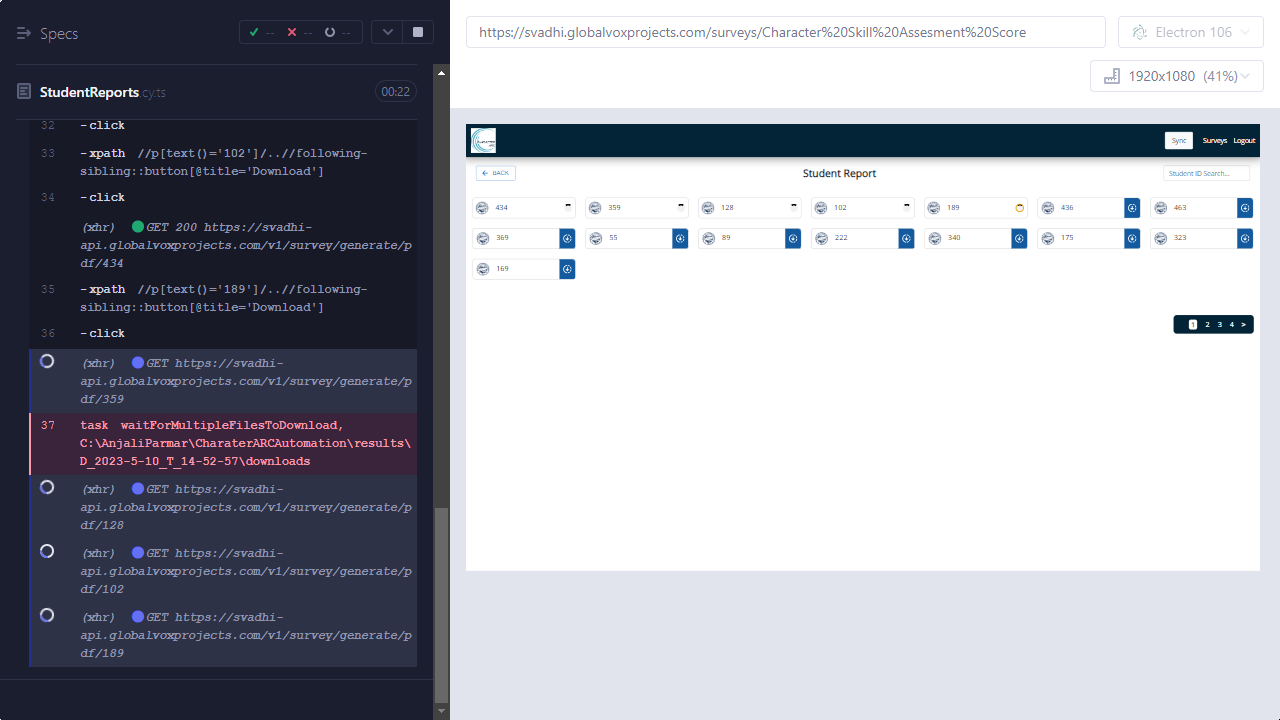 Specs
--
--
--
StudentReports.cy.ts
00:22
32 -click
33 -xpath //p[text()='102']/..//following-
sibling::button[@title='Download']
34 -click
(xhr) GET 200 https://svadhi-
api.globalvoxprojects.com/v1/survey/generate/p
df/434
35 -xpath //p[text()='189']/..//following-
sibling::button[@title='Download']
36 -click
(xhr) GET https://svadhi-
api.globalvoxprojects.com/v1/survey/generate/p
df/359
37 task waitForMultipleFilesToDownload,
C:\AnjaliParmar\CharaterARCAutomation\results\
D_2023-5-10_T_14-52-57\downloads
(xhr) GET https://svadhi-
api.globalvoxprojects.com/v1/survey/generate/p
df/128
(xhr) GET https://svadhi-
api.globalvoxprojects.com/v1/survey/generate/p
df/102
(xhr) GET https://svadhi-
api.globalvoxprojects.com/v1/survey/generate/p
df/189
https://svadhi.globalvoxprojects.com/surveys/Character%20Skill%20Assesment%20Score
Electron 106
1920x1080 (41%)
Sync Surveys Logout
BACK
Student Report
Student ID Search...
434 359 128 102 189 436 463
369 55 89 222 340 175 323
169
1 2 3 4 >